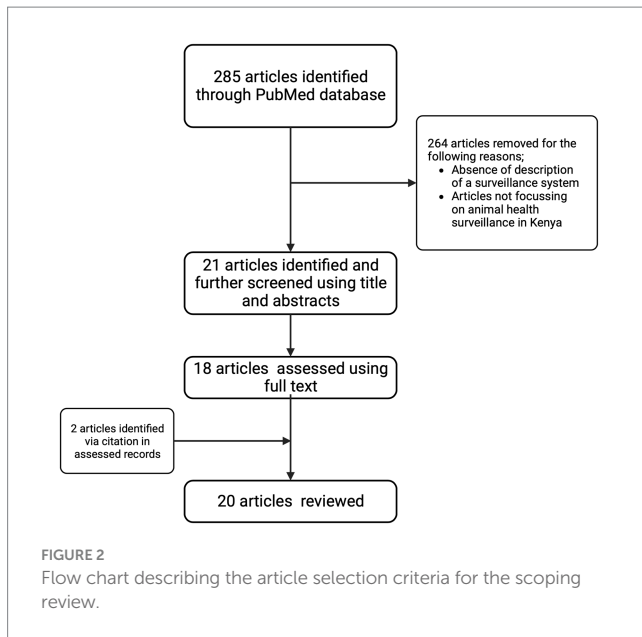 285 articles identified
through PubMed database
264 articles removed for the
following reasons;
• Absence of description
of a surveillance system
• Articles not focussing
on animal health
surveillance in Kenya
21 articles identified and
further screened using title
and abstracts
18 articles assessed using
full text
2 articles identified
via citation in
assessed records
20 articles reviewed
FIGURE 2
Flow chart describing the article selection criteria for the scoping
review.